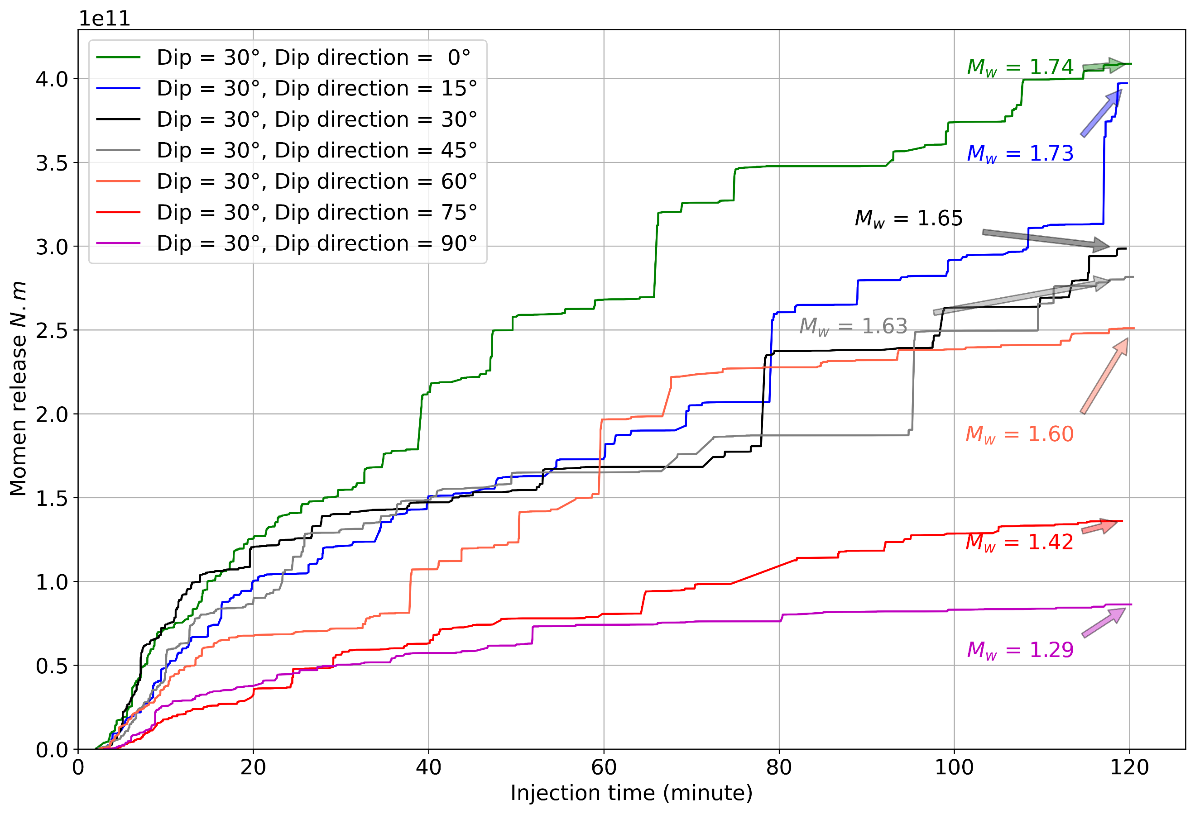 1e11
Dip = 30°, Dip direction = 0°
Dip = 30°, Dip direction = 15°
Dip = 30°, Dip direction = 30°
Dip = 30°, Dip direction = 45°
Dip = 30°, Dip direction = 60°
Dip = 30°, Dip direction = 75°
Dip = 30°, Dip direction = 90°
M_w = 1.74
M_w = 1.73
M_w = 1.65
M_w = 1.63
M_w = 1.60
M_w = 1.42
M_w = 1.29
4.0
3.5
3.0
2.5
2.0
1.5
1.0
0.5
0.0
Momen release N.m
0 20 40 60 80 100 120
Injection time (minute)